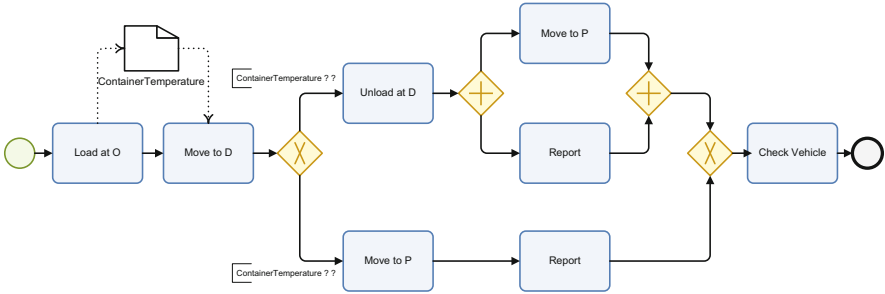 Move to P
ContainerTemperature
ContainerTemperature ? ?
Unload at D
Load at O
Move to D
Report
Check Vehicle
ContainerTemperature ? ?
Move to P
Report